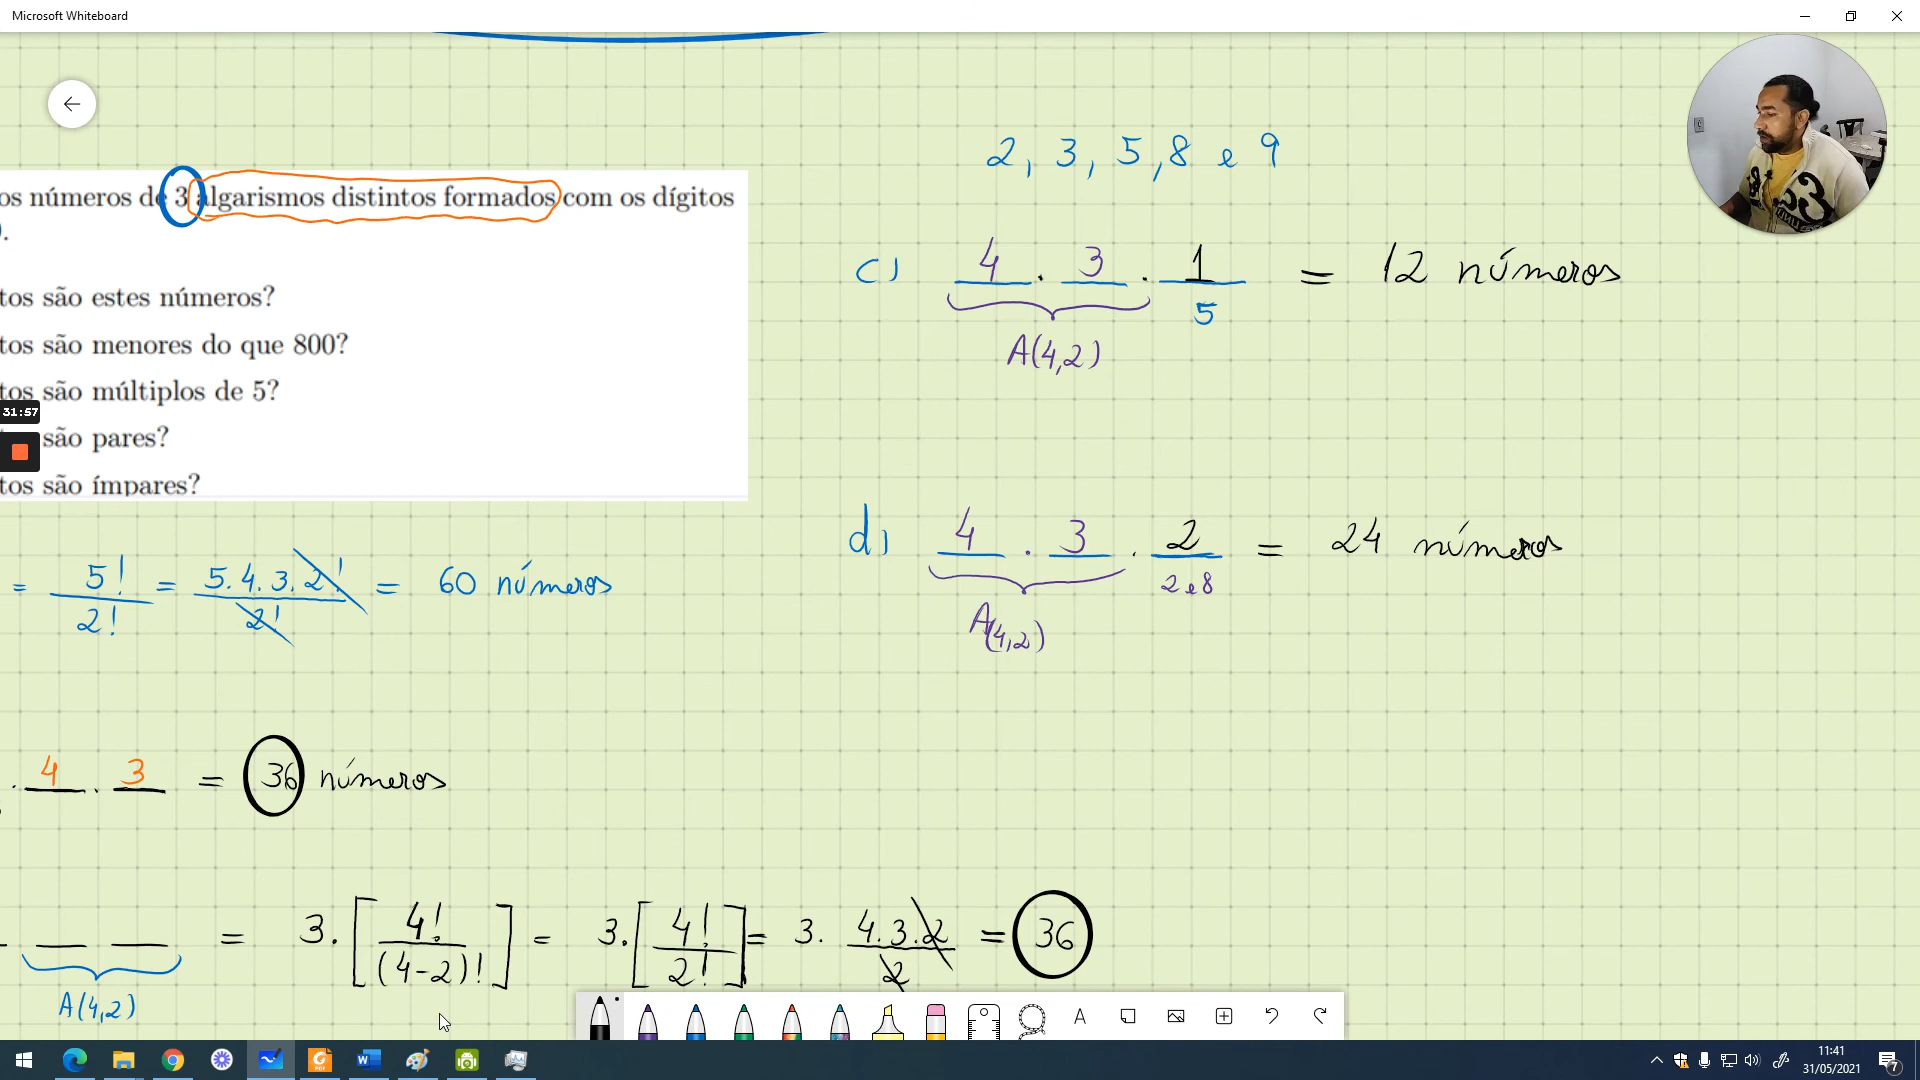 Microsoft Whiteboard
os números de 3 algarismos distintos formados com os dígitos
).
tos são estes números?
tos são menores do que 800?
tos são múltiplos de 5?
31:57
são pares?
tos são ímpares?
= 5! / 2! = 5.4.3.2! / 2! = 60 números
. 4 . 3 = 36 números
= 3. [ 4! / (4-2)! ] = 3. [ 4! / 2! ] = 3. 4.3.2 / 2 = 36
A(4,2)
2, 3, 5, 8 e 9
c) 4 . 3 . 1 = 12 números
5
A(4,2)
d) 4 . 3 . 2 = 24 números
2 e 8
A(4,2)
A
11:41
31/05/2021
7